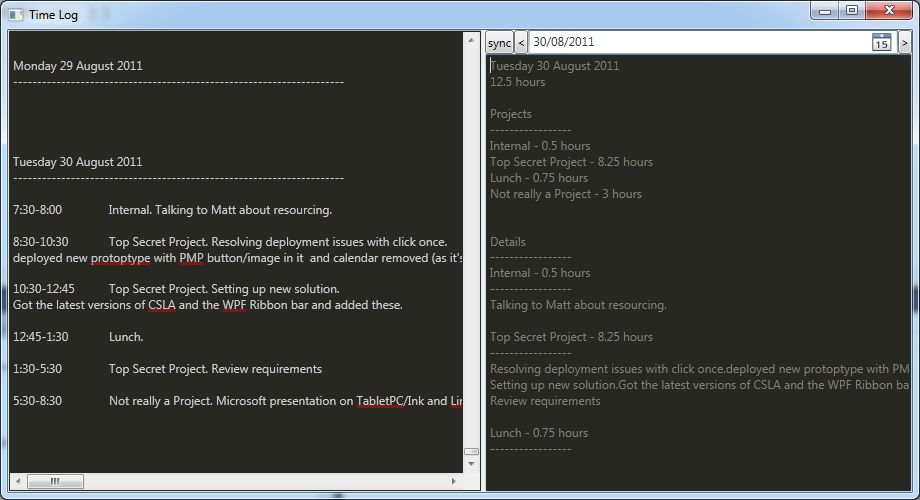 Time Log
Monday 29 August 2011
--------------------------------------------------------------------
Tuesday 30 August 2011
--------------------------------------------------------------------
7:30-8:00 Internal. Talking to Matt about resourcing.
8:30-10:30 Top Secret Project. Resolving deployment issues with click once.
deployed new protoptype with PMP button/image in it  and calendar removed (as it's
10:30-12:45 Top Secret Project. Setting up new solution.
Got the latest versions of CSLA and the WPF Ribbon bar and added these.
12:45-1:30 Lunch.
1:30-5:30 Top Secret Project. Review requirements
5:30-8:30 Not really a Project. Microsoft presentation on TabletPC/Ink and
sync < 30/08/2011 15 >
Tuesday 30 August 2011
12.5 hours
Projects
-----------------
Internal - 0.5 hours
Top Secret Project - 8.25 hours
Lunch - 0.75 hours
Not really a Project - 3 hours
Details
-----------------
Internal - 0.5 hours
-----------------
Talking to Matt about resourcing.
Top Secret Project - 8.25 hours
-----------------
Resolving deployment issues with click once.deployed new protoptype with PM
Setting up new solution.Got the latest versions of CSLA and the WPF Ribbon ba
Review requirements
Lunch - 0.75 hours
-----------------